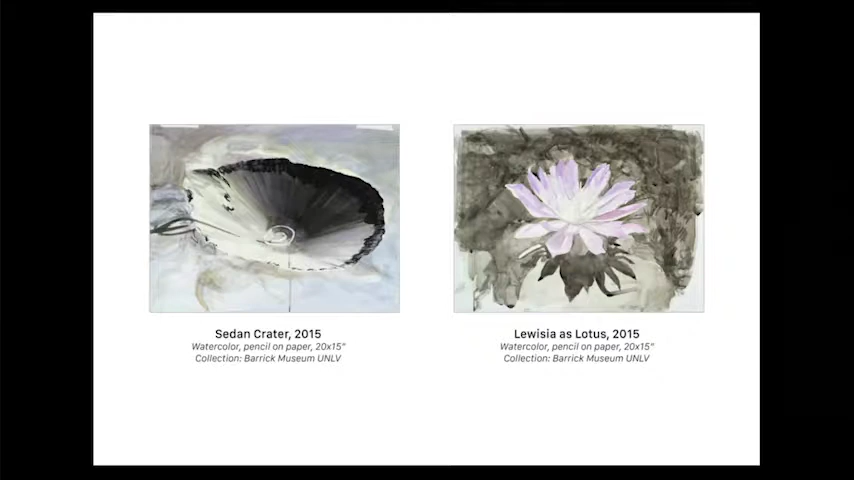 Sedan Crater, 2015
Watercolor, pencil on paper, 20x15"
Collection: Barrick Museum UNLV
Lewisia as Lotus, 2015
Watercolor, pencil on paper, 20x15"
Collection: Barrick Museum UNLV